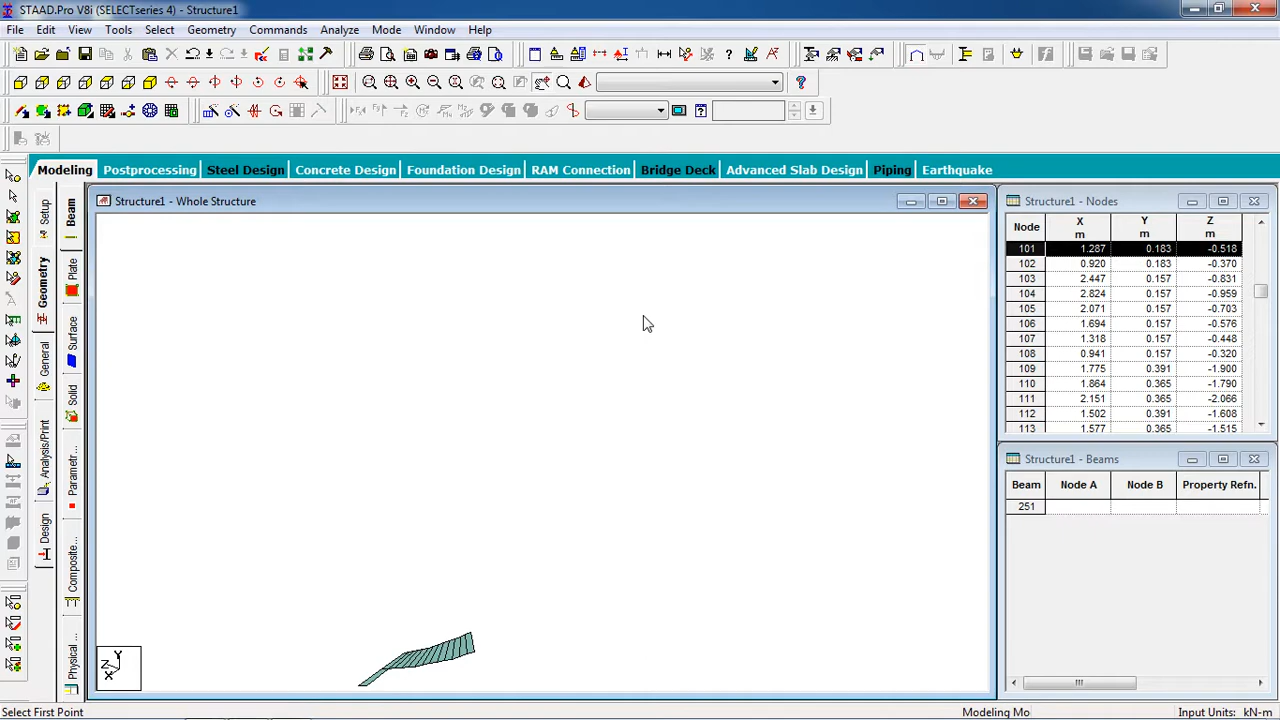 STAAD.Pro V8i (SELECTseries 4) - Structure1
File Edit View Tools Select Geometry Commands Analyze Mode Window Help
Modeling Postprocessing Steel Design Concrete Design Foundation Design RAM Connection Bridge Deck Advanced Slab Design Piping Earthquake
Setup
Geometry
General
Analysis/Print
Design
Beam
Plate
Surface
Solid
Parametr...
Composite...
Physical ...
Structure1 - Whole Structure
Y
Z
X
Structure1 - Nodes
Node X m Y m Z m
101 1.287 0.183 -0.518
102 0.920 0.183 -0.370
103 2.447 0.157 -0.831
104 2.824 0.157 -0.959
105 2.071 0.157 -0.703
106 1.694 0.157 -0.576
107 1.318 0.157 -0.448
108 0.941 0.157 -0.320
109 1.775 0.391 -1.900
110 1.864 0.365 -1.790
111 2.151 0.365 -2.066
112 1.502 0.391 -1.608
113 1.577 0.365 -1.515
Structure1 - Beams
Beam Node A Node B Property Refn.
251
Select First Point
Modeling Mo
Input Units: kN-m